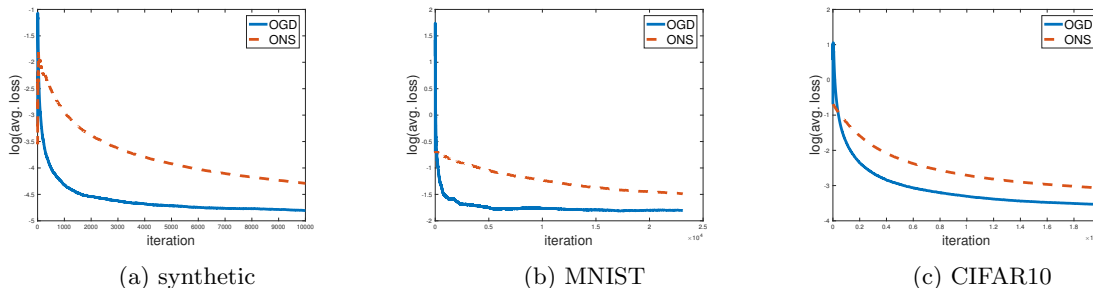 -1
-1.5
-2
-2.5
-3
-3.5
-4
-4.5
-5
log(avg. loss)
0 1000 2000 3000 4000 5000 6000 7000 8000 9000 10000
iteration
OGD
ONS
(a) synthetic
2
1.5
1
0.5
0
-0.5
-1
-1.5
-2
log(avg. loss)
0 0.5 1 1.5 2 2.5
×10⁴
iteration
OGD
ONS
(b) MNIST
2
1
0
-1
-2
-3
-4
log(avg. loss)
0 0.2 0.4 0.6 0.8 1 1.2 1.4 1.6
iteration
OGD
ONS
(c) CIFAR10